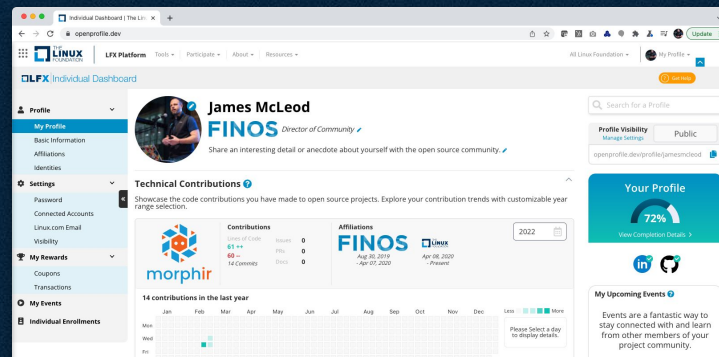 Individual Dashboard | The Lin
openprofile.dev
Update
THE
LINUX
FOUNDATION
LFX Platform Tools Participate About Resources
All Linux Foundation My Profile
LFX Individual Dashboard
Get Help
Profile
My Profile
Basic Information
Affiliations
Identities
Settings
Password
Connected Accounts
Linux.com Email
Visibility
My Rewards
Coupons
Transactions
My Events
Individual Enrollments
James McLeod
FINOS Director of Community
Share an interesting detail or anecdote about yourself with the open source community.
Technical Contributions ?
Showcase the code contributions you have made to open source projects. Explore your contribution trends with customizable year
range selection.
morphir
Contributions
Lines of Code
61 ++
60 --
14 Commits
Issues 0
PRs 0
Docs 0
Affiliations
FINOS
Aug 30, 2019
- Apr 07, 2020
LINUX
Apr 08, 2020
- Present
2022
14 contributions in the last year
Less More
Jan Feb Mar Apr May Jun Jul Aug Sep Oct Nov Dec
Mon
Wed
Fri
Please Select a day
to display details.
Search for a Profile
Profile Visibility
Manage Settings
Public
openprofile.dev/profile/jamesmcleod
Your Profile
72%
View Completion Details >
in
My Upcoming Events ?
Events are a fantastic way to
stay connected with and learn
from other members of your
project community.